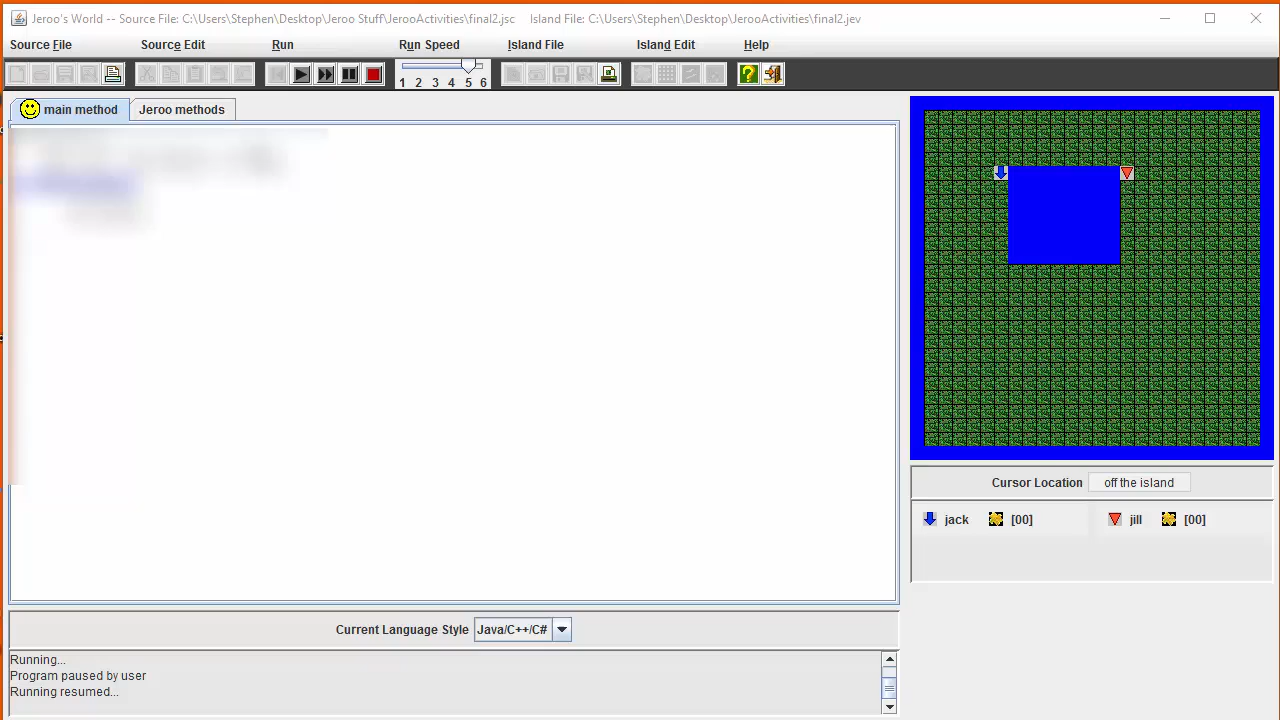 Jeroo's World -- Source File: C:\Users\Stephen\Desktop\Jeroo Stuff\JerooActivities\final2.jsc Island File: C:\Users\Stephen\Desktop\JerooActivities\final2.jev
Source File Source Edit Run Run Speed Island File Island Edit Help
1 2 3 4 5 6
main method Jeroo methods
Cursor Location off the island
jack [00] jill [00]
Current Language Style Java/C++/C#
Running...
Program paused by user
Running resumed...